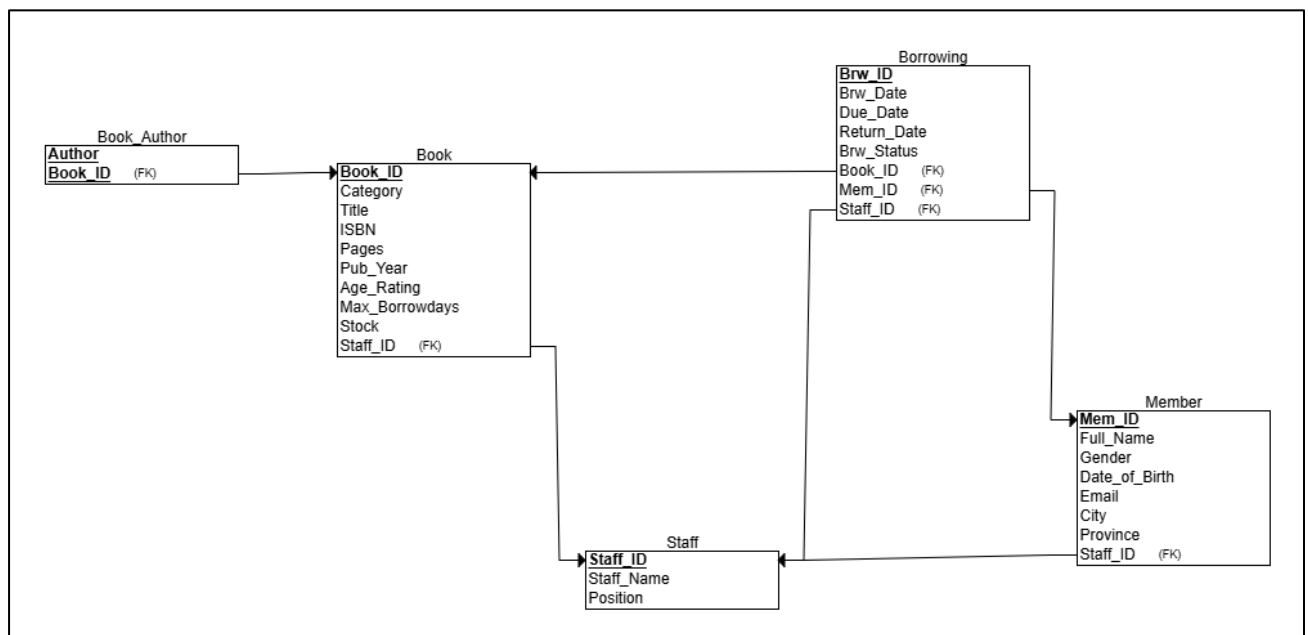 Book_Author
Author
Book_ID (FK)
Book
Book_ID
Category
Title
ISBN
Pages
Pub_Year
Age_Rating
Max_Borrowdays
Stock
Staff_ID (FK)
Borrowing
Brw_ID
Brw_Date
Due_Date
Return_Date
Brw_Status
Book_ID (FK)
Mem_ID (FK)
Staff_ID (FK)
Member
Mem_ID
Full_Name
Gender
Date_of_Birth
Email
City
Province
Staff_ID (FK)
Staff
Staff_ID
Staff_Name
Position